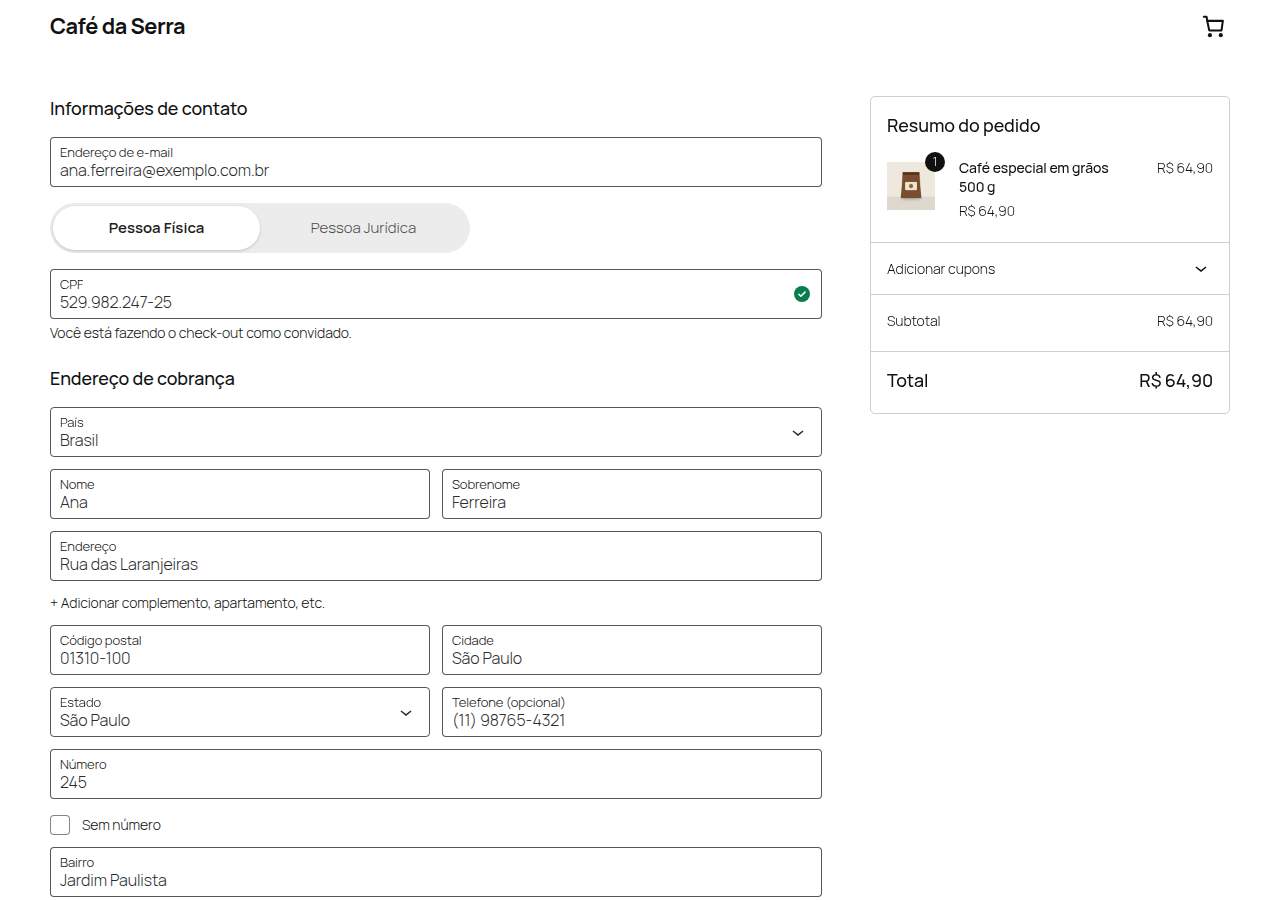 Café da Serra
Informações de contato
Endereço de e-mail
ana.ferreira@exemplo.com.br
Pessoa Física
Pessoa Jurídica
CPF
529.982.247-25
Você está fazendo o check-out como convidado.
Endereço de cobrança
País
Brasil
Nome
Ana
Sobrenome
Ferreira
Endereço
Rua das Laranjeiras
+ Adicionar complemento, apartamento, etc.
Código postal
01310-100
Cidade
São Paulo
Estado
São Paulo
Telefone (opcional)
(11) 98765-4321
Número
245
Sem número
Bairro
Jardim Paulista
Resumo do pedido
1
Café especial em grãos
500 g
R$ 64,90
R$ 64,90
Adicionar cupons
Subtotal
R$ 64,90
Total
R$ 64,90